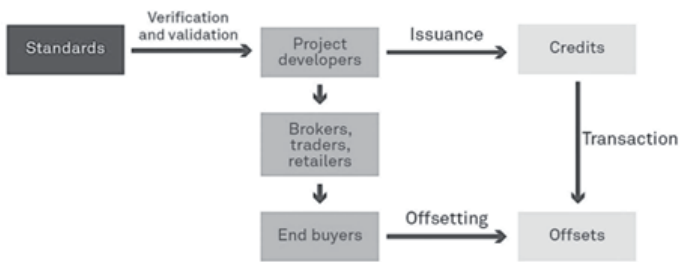 Verification
and validation
Standards
Project
developers
Issuance
Credits
Brokers,
traders,
retailers
Transaction
End buyers
Offsetting
Offsets